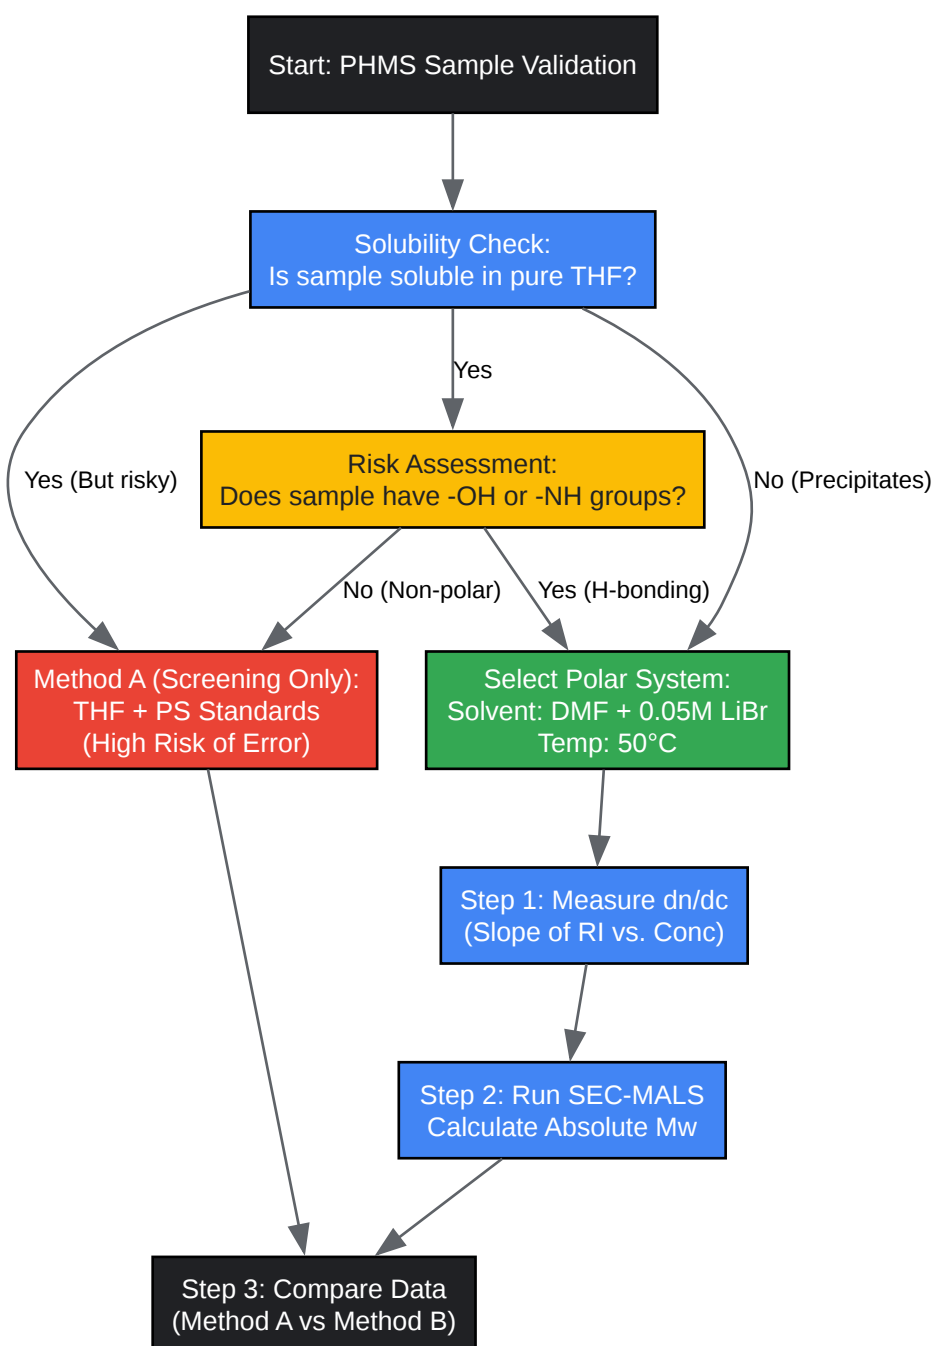 Start: PHMS Sample Validation
Solubility Check:
Is sample soluble in pure THF?
Yes
Risk Assessment:
Does sample have -OH or -NH groups?
Yes (But risky)
No (Precipitates)
No (Non-polar)
Yes (H-bonding)
Method A (Screening Only):
THF + PS Standards
(High Risk of Error)
Select Polar System:
Solvent: DMF + 0.05M LiBr
Temp: 50°C
Step 1: Measure dn/dc
(Slope of RI vs. Conc)
Step 2: Run SEC-MALS
Calculate Absolute Mw
Step 3: Compare Data
(Method A vs Method B)